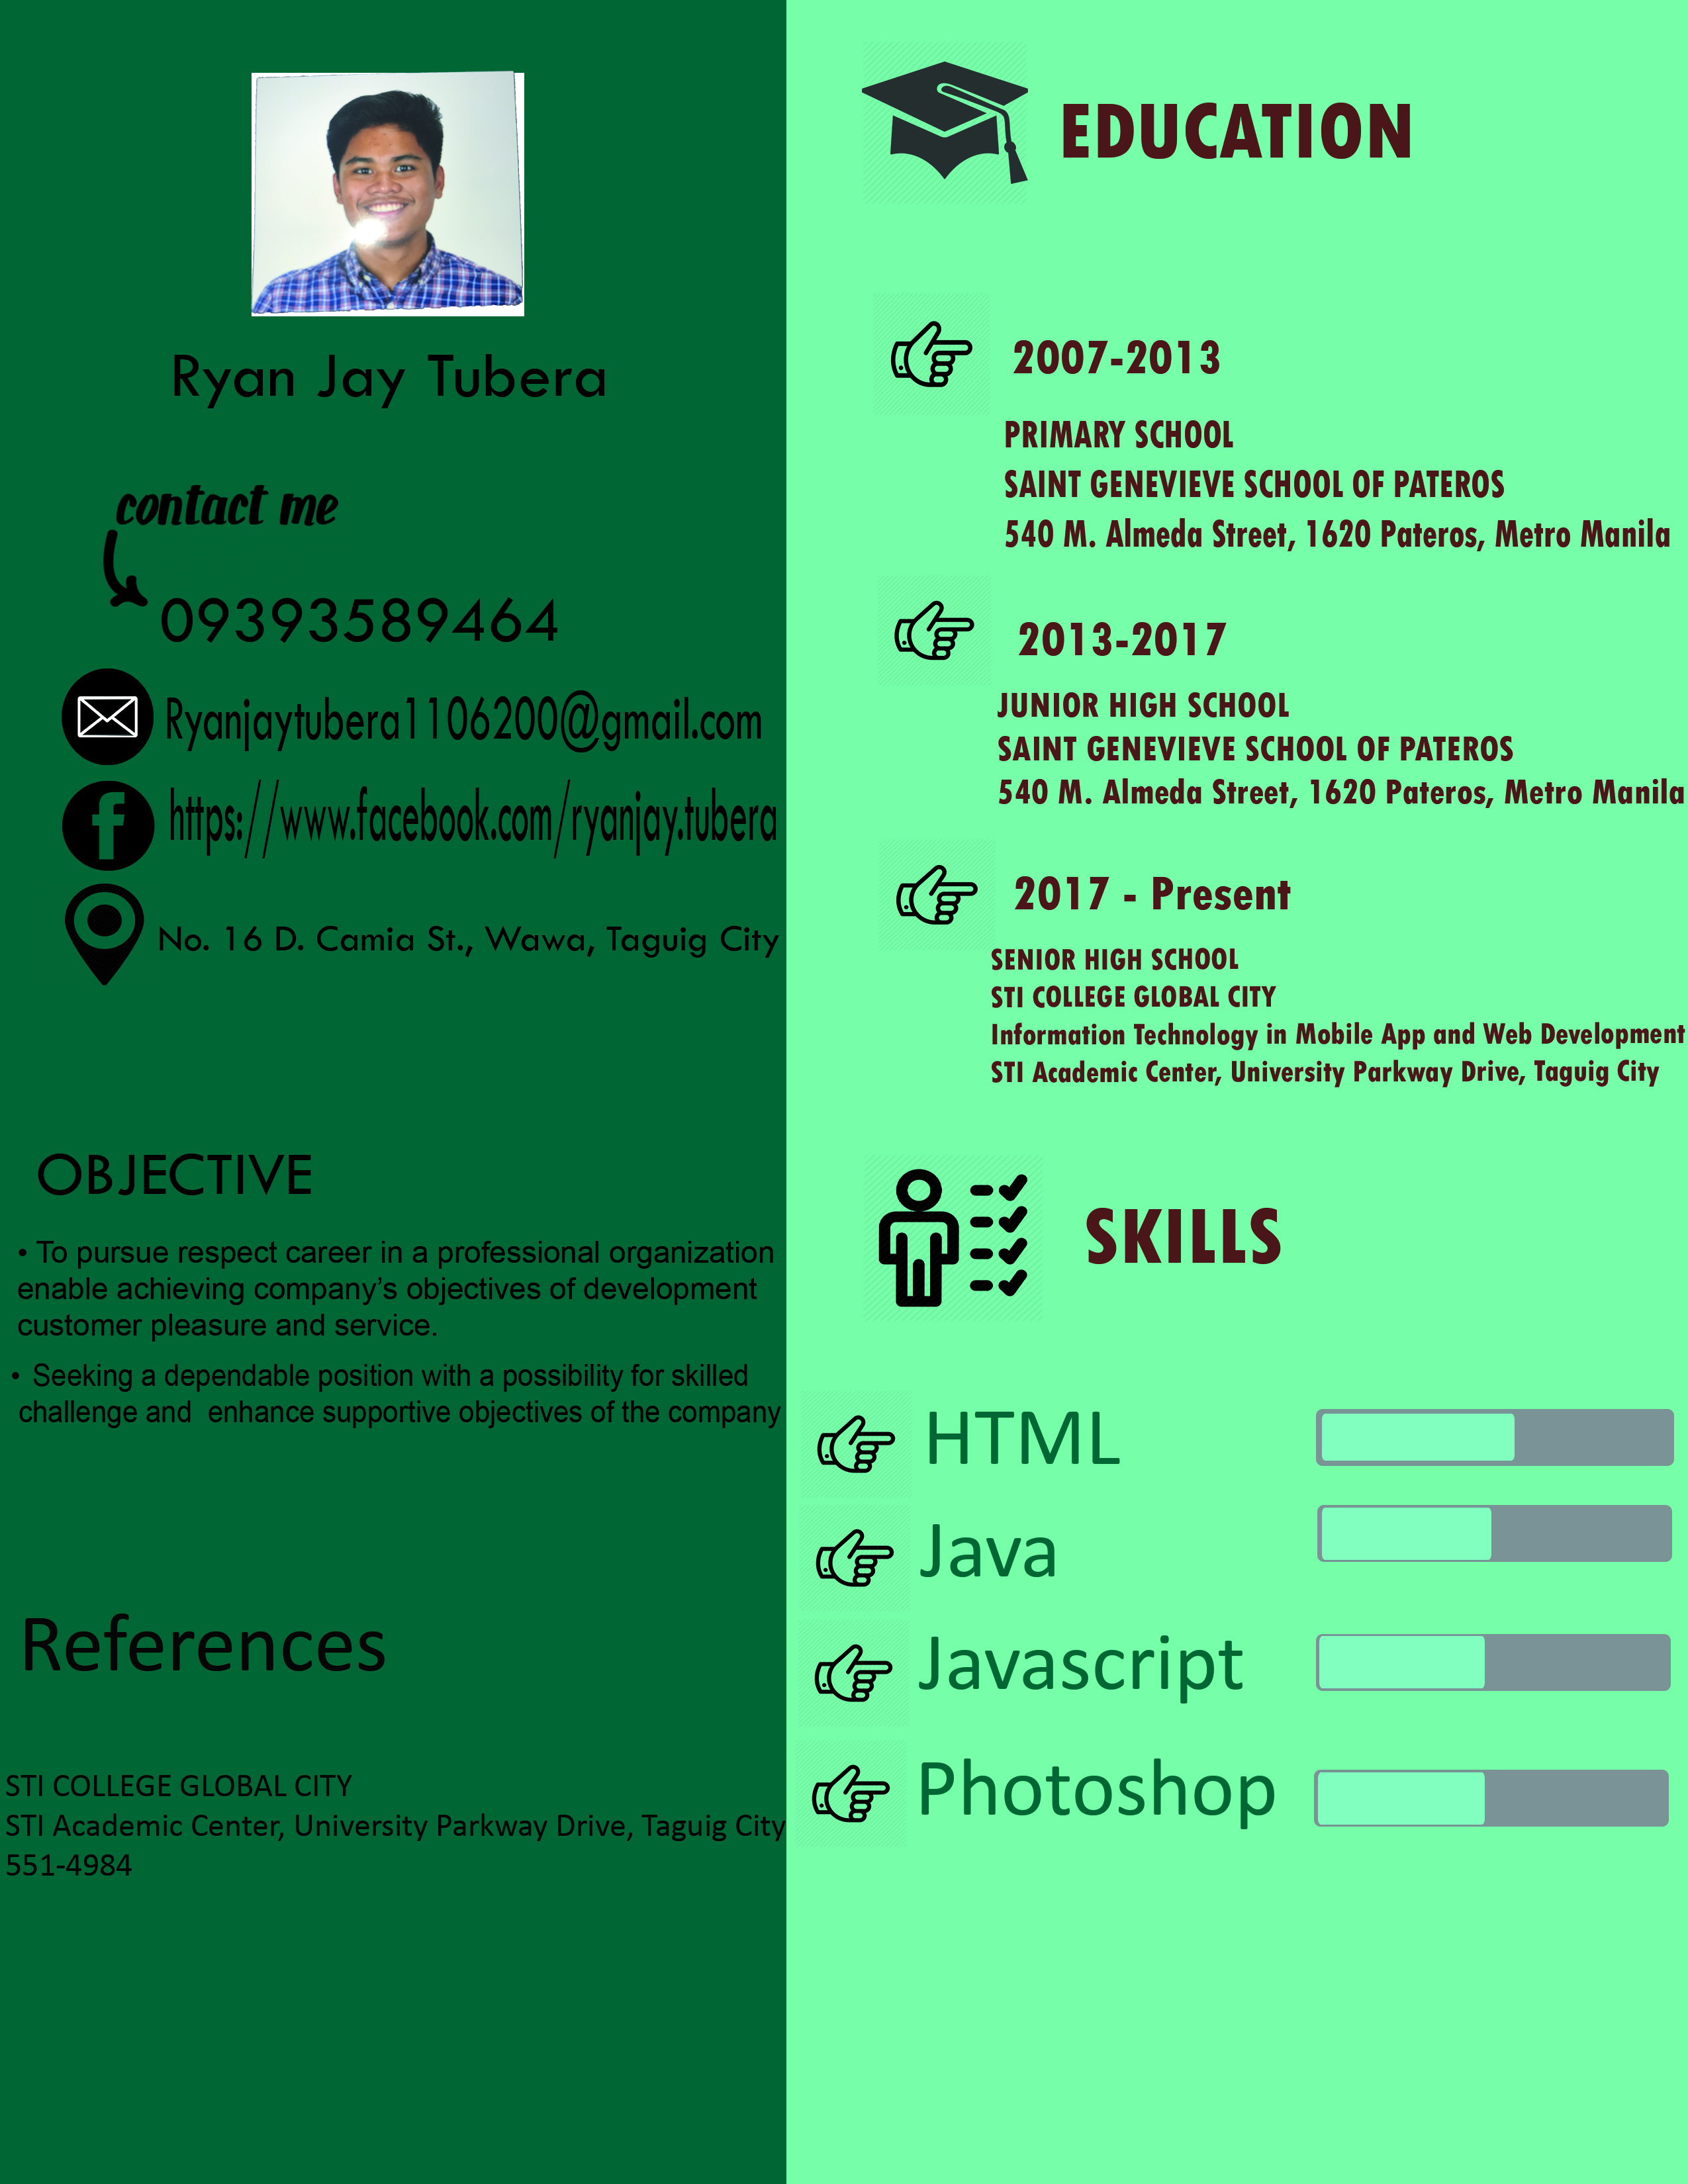 Ryan Jay Tubera
contact me
09393589464
Ryanjaytubera1106200@gmail.com
https://www.facebook.com/ryanjay.tubera
No. 16 D. Camia St., Wawa, Taguig City
OBJECTIVE
• To pursue respect career in a professional organization
enable achieving company’s objectives of development
customer pleasure and service.
• Seeking a dependable position with a possibility for skilled
challenge and enhance supportive objectives of the company
References
STI COLLEGE GLOBAL CITY
STI Academic Center, University Parkway Drive, Taguig City
551-4984
EDUCATION
2007-2013
PRIMARY SCHOOL
SAINT GENEVIEVE SCHOOL OF PATEROS
540 M. Almeda Street, 1620 Pateros, Metro Manila
2013-2017
JUNIOR HIGH SCHOOL
SAINT GENEVIEVE SCHOOL OF PATEROS
540 M. Almeda Street, 1620 Pateros, Metro Manila
2017 - Present
SENIOR HIGH SCHOOL
STI COLLEGE GLOBAL CITY
Information Technology in Mobile App and Web Development
STI Academic Center, University Parkway Drive, Taguig City
SKILLS
HTML
Java
Javascript
Photoshop